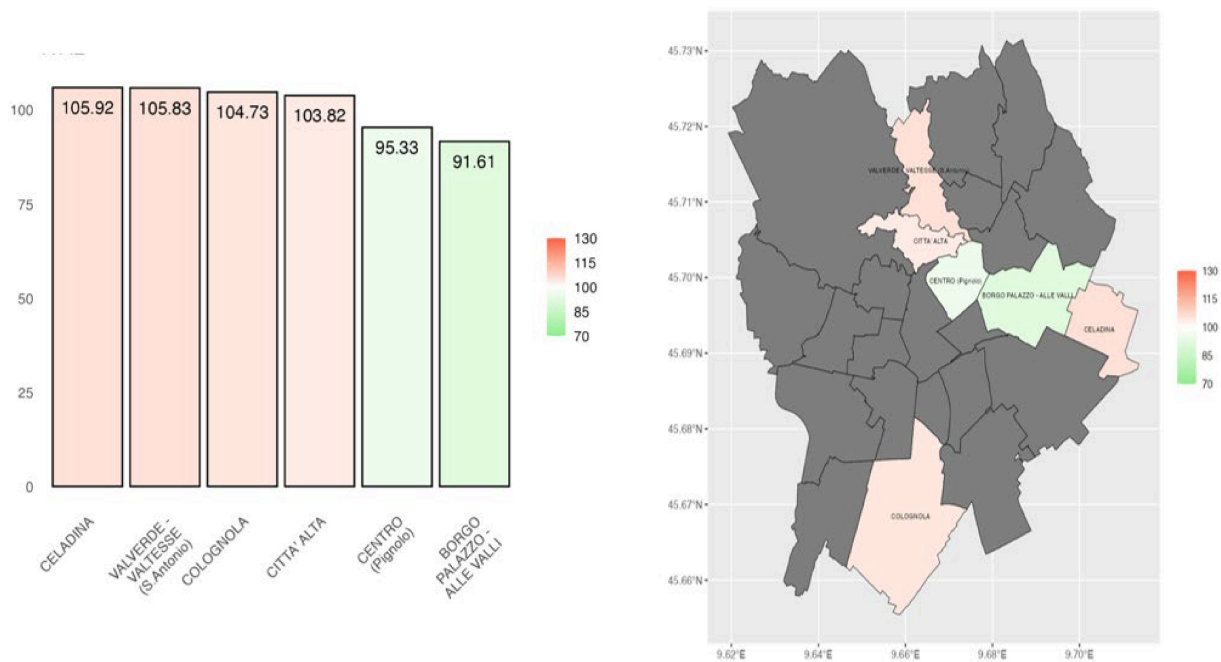 100
75
50
25
0
105.92
105.83
104.73
103.82
95.33
91.61
CELADINA
VALVERDE -
VALTESSE
(S.Antonio)
COLOGNOLA
CITTA' ALTA
CENTRO
(Pignolo)
BORGO
PALAZZO -
ALLE VALLI
130
115
100
85
70
45.73°N
45.72°N
45.71°N
45.70°N
45.69°N
45.68°N
45.67°N
45.66°N
VALVERDE - VALTESSE (S.Antonio)
CITTA' ALTA
CENTRO (Pignolo)
BORGO PALAZZO - ALLE VALLI
CELADINA
COLOGNOLA
9.62°E
9.64°E
9.66°E
9.68°E
9.70°E
130
115
100
85
70